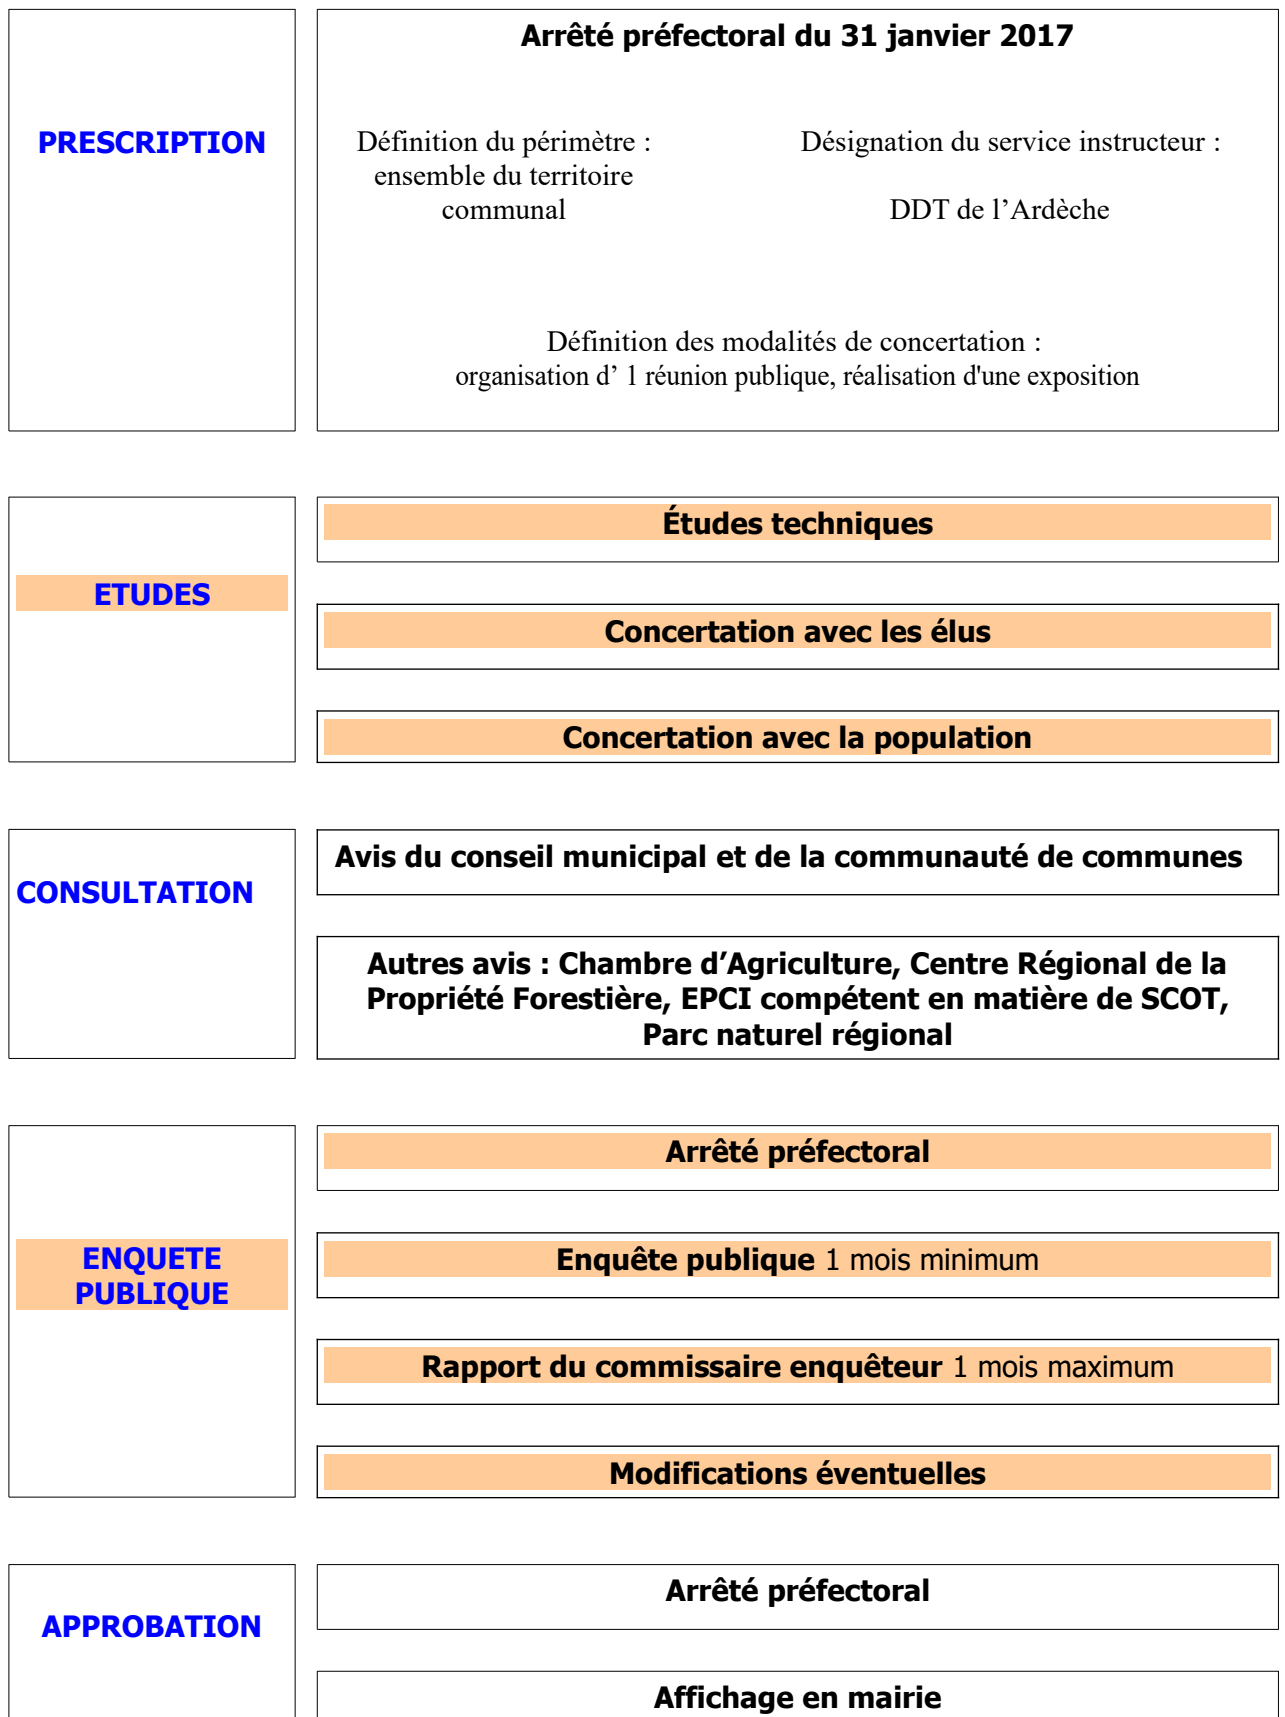 Arrêté préfectoral du 31 janvier 2017
PRESCRIPTION
Définition du périmètre :
ensemble du territoire
communal
Désignation du service instructeur :
DDT de l’Ardèche
Définition des modalités de concertation :
organisation d’ 1 réunion publique, réalisation d'une exposition
ETUDES
Études techniques
Concertation avec les élus
Concertation avec la population
CONSULTATION
Avis du conseil municipal et de la communauté de communes
Autres avis : Chambre d’Agriculture, Centre Régional de la
Propriété Forestière, EPCI compétent en matière de SCOT,
Parc naturel régional
ENQUETE
PUBLIQUE
Arrêté préfectoral
Enquête publique 1 mois minimum
Rapport du commissaire enquêteur 1 mois maximum
Modifications éventuelles
APPROBATION
Arrêté préfectoral
Affichage en mairie